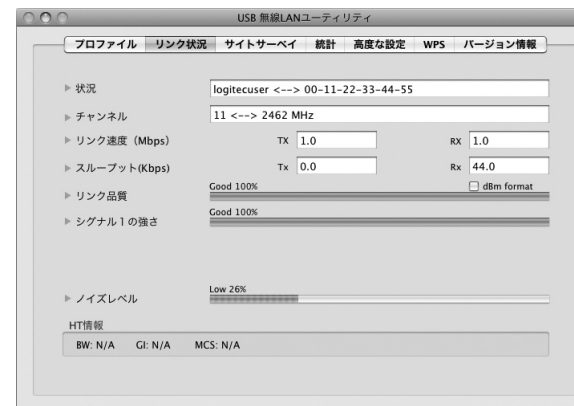 USB 無線LANユーティリティ
プロファイル リンク状況 サイトサーベイ 統計 高度な設定 WPS バージョン情報
状況 logitecuser <--> 00-11-22-33-44-55
チャンネル 11 <--> 2462 MHz
リンク速度（Mbps） TX 1.0 RX 1.0
スループット(Kbps) Tx 0.0 Rx 44.0
Good 100% dBm format
リンク品質
Good 100%
シグナル１の強さ
Low 26%
ノイズレベル
HT情報
BW: N/A GI: N/A MCS: N/A